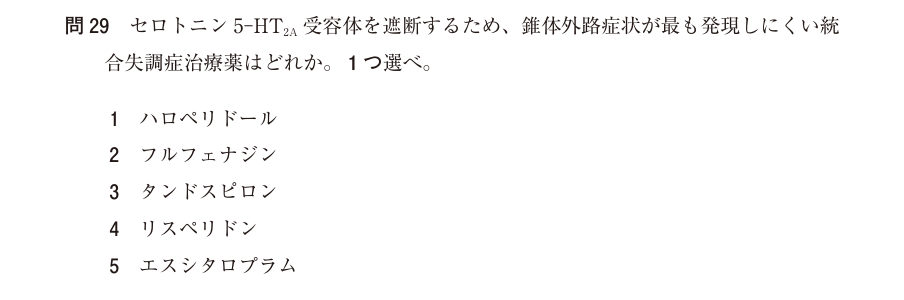 問 29　セロトニン 5-HT2A 受容体を遮断するため、錐体外路症状が最も発現しにくい統
合失調症治療薬はどれか。1つ選べ。
1　ハロペリドール
2　フルフェナジン
3　タンドスピロン
4　リスペリドン
5　エスシタロプラム